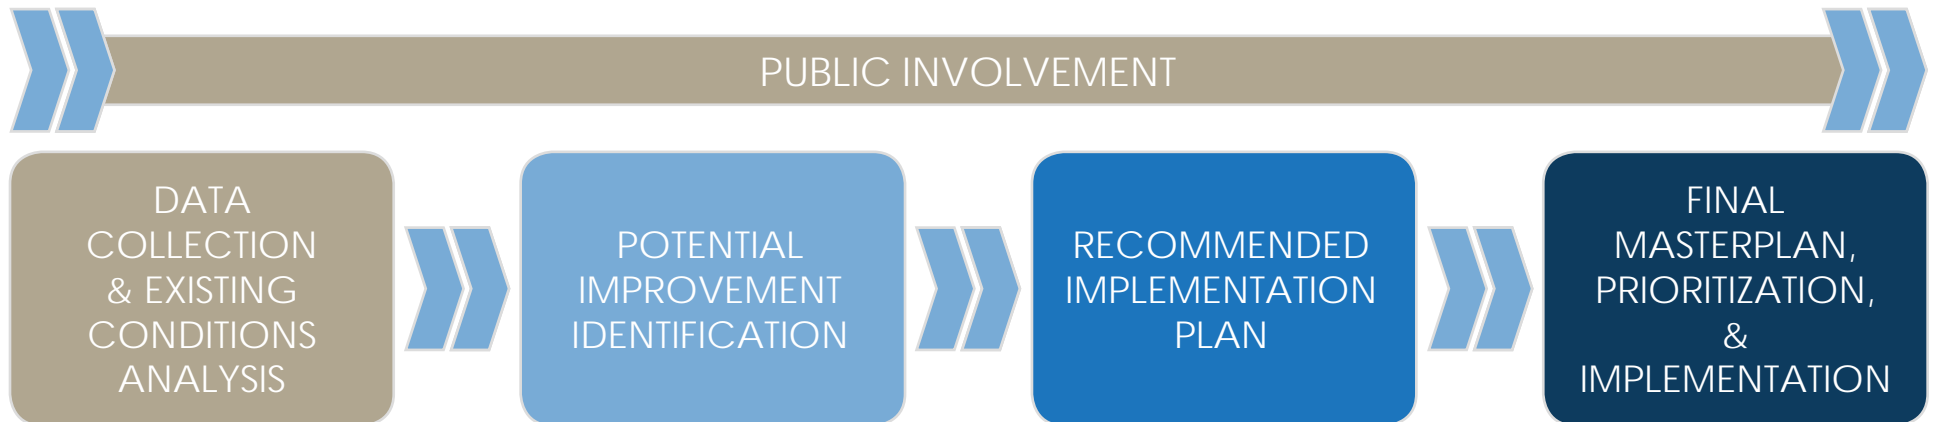 PUBLIC INVOLVEMENT
DATA
COLLECTION
& EXISTING
CONDITIONS
ANALYSIS
POTENTIAL
IMPROVEMENT
IDENTIFICATION
RECOMMENDED
IMPLEMENTATION
PLAN
FINAL
MASTERPLAN,
PRIORITIZATION,
&
IMPLEMENTATION